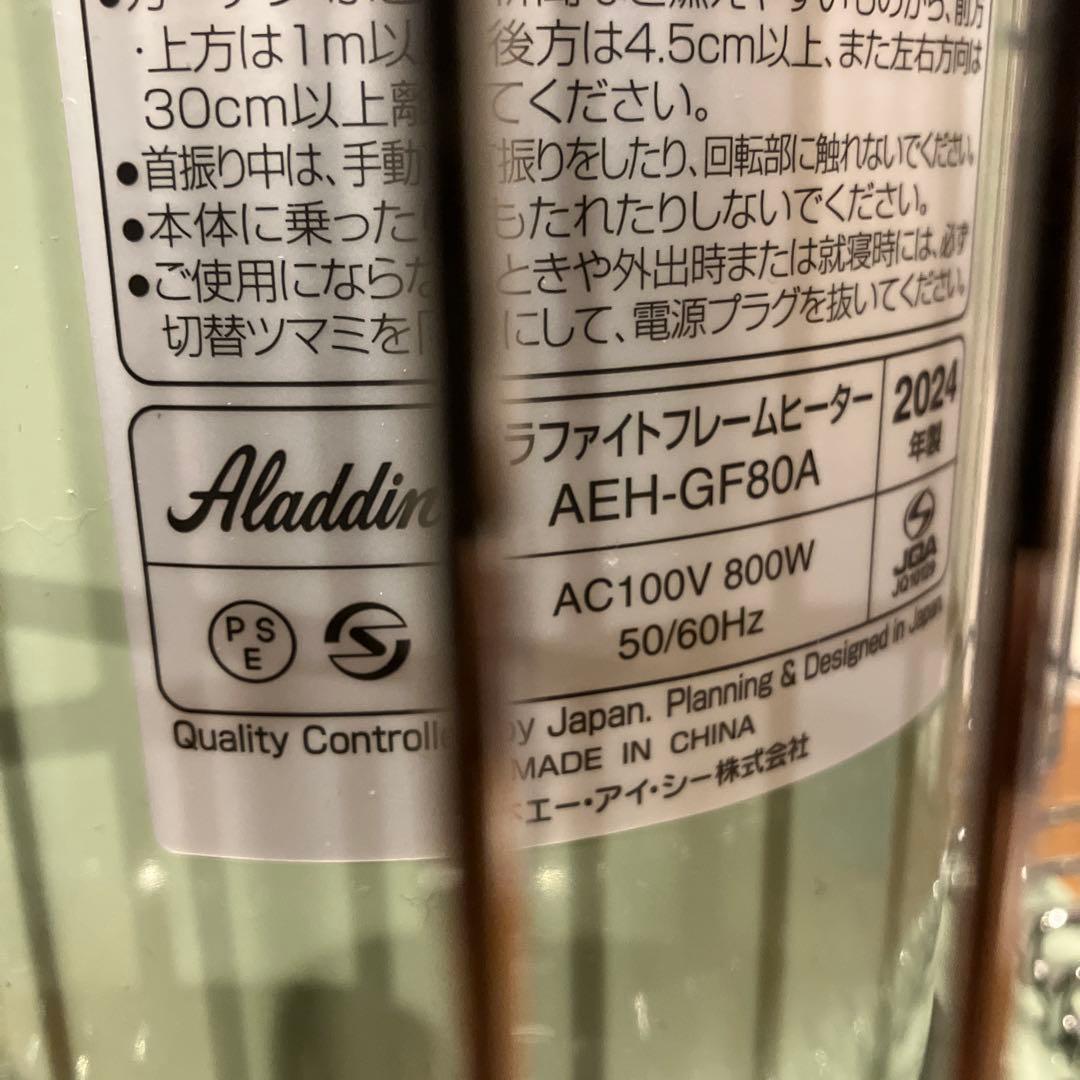 ・上方は1m以 後方は4.5cm以上、また左右方向は
30cm以上離 てください。
●首振り中は、手動 振りをしたり、回転部に触れないでください。
●本体に乗った もたれたりしないでください。
●ご使用にならな ときや外出時または就寝時には、必ず
切替ツマミを「 にして、電源プラグを抜いてください。
Aladdin
ラファイトフレームヒーター
AEH-GF80A
2024
年製
PSE
AC100V 800W
50/60Hz
JQA
Quality Controlle by Japan. Planning & Designed in Japan.
MADE IN CHINA
エー・アイ・シー株式会社